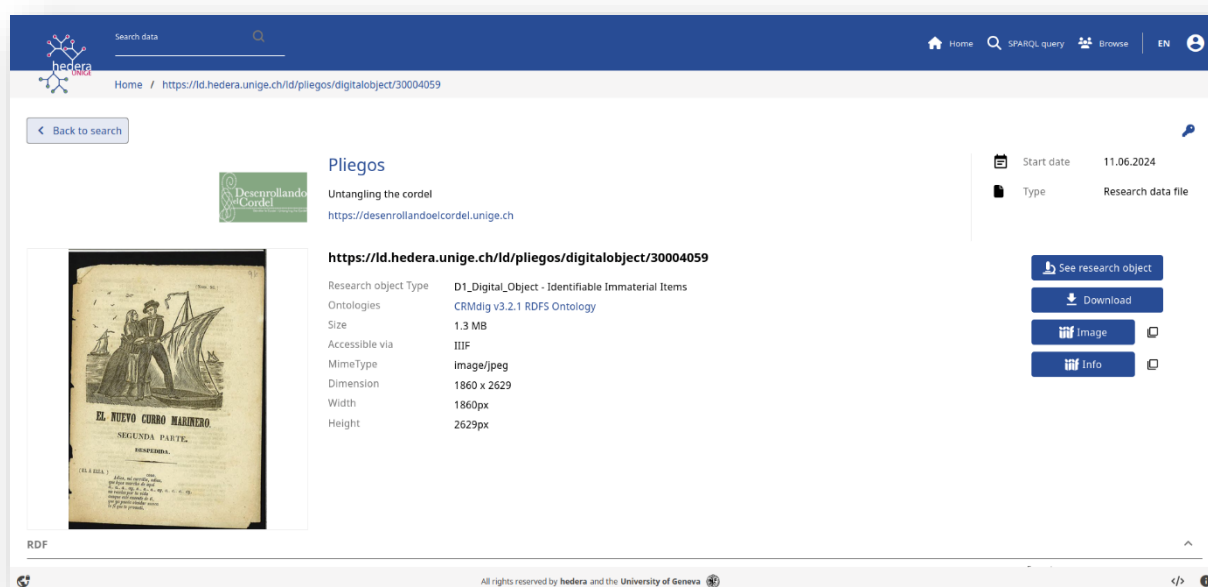 Search data
Home
SPARQL query
Browse
EN
hedera
UNIGE
Home / https://ld.hedera.unige.ch/ld/pliegos/digitalobject/30004059
Back to search
Desenrollando
el Cordel
Pliegos
Untangling the cordel
https://desenrollandoelcordel.unige.ch
Start date 11.06.2024
Type Research data file
https://ld.hedera.unige.ch/ld/pliegos/digitalobject/30004059
Research object Type D1_Digital_Object - Identifiable Immaterial Items
Ontologies CRMdig v3.2.1 RDFS Ontology
Size 1.3 MB
Accessible via IIIF
MimeType image/jpeg
Dimension 1860 x 2629
Width 1860px
Height 2629px
See research object
Download
iiif Image
iiif Info
EL NUEVO CURRO MARINERO.
SEGUNDA PARTE.
DESPEDIDA.
RDF
All rights reserved by hedera and the University of Geneva